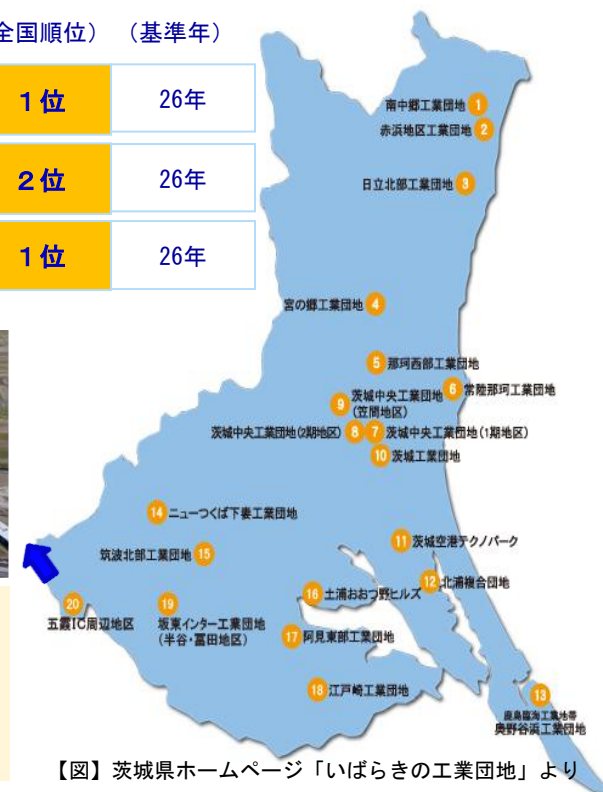 全国順位） （基準年）
１位 26年
２位 26年
１位 26年
南中郷工業団地 1
赤浜地区工業団地 2
日立北部工業団地 3
宮の郷工業団地 4
5 那珂西部工業団地
6 常陸那珂工業団地
9 茨城中央工業団地
(笠間地区)
茨城中央工業団地(2期地区) 8
7 茨城中央工業団地(1期地区)
10 茨城工業団地
14 ニューつくば下妻工業団地
11 茨城空港テクノパーク
筑波北部工業団地 15
12 北浦複合団地
16 土浦おおつ野ヒルズ
20
五霞IC周辺地区
19
坂東インター工業団地
(半谷・冨田地区)
17 阿見東部工業団地
18 江戸崎工業団地
13
鹿島臨海工業地帯
奥野谷浜工業団地
【図】茨城県ホームページ「いばらきの工業団地」より